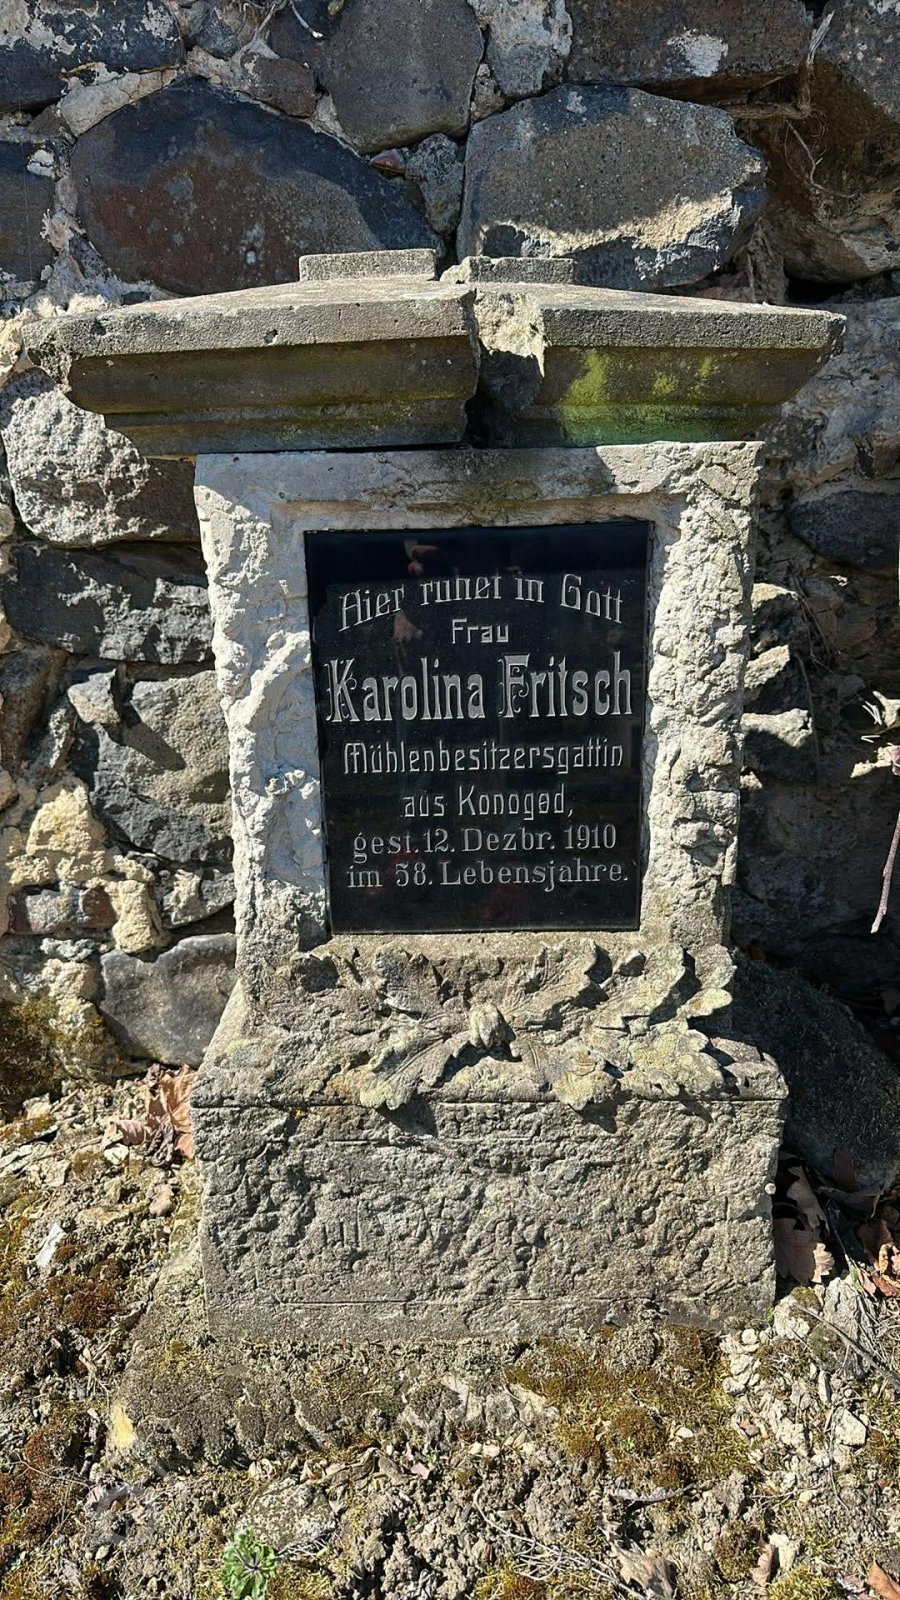 Hier ruhet in Gott
Frau
Karolina Fritsch
Mühlenbesitzersgattin
aus Konoged,
gest. 12. Dezbr. 1910
im 58. Lebensjahre.